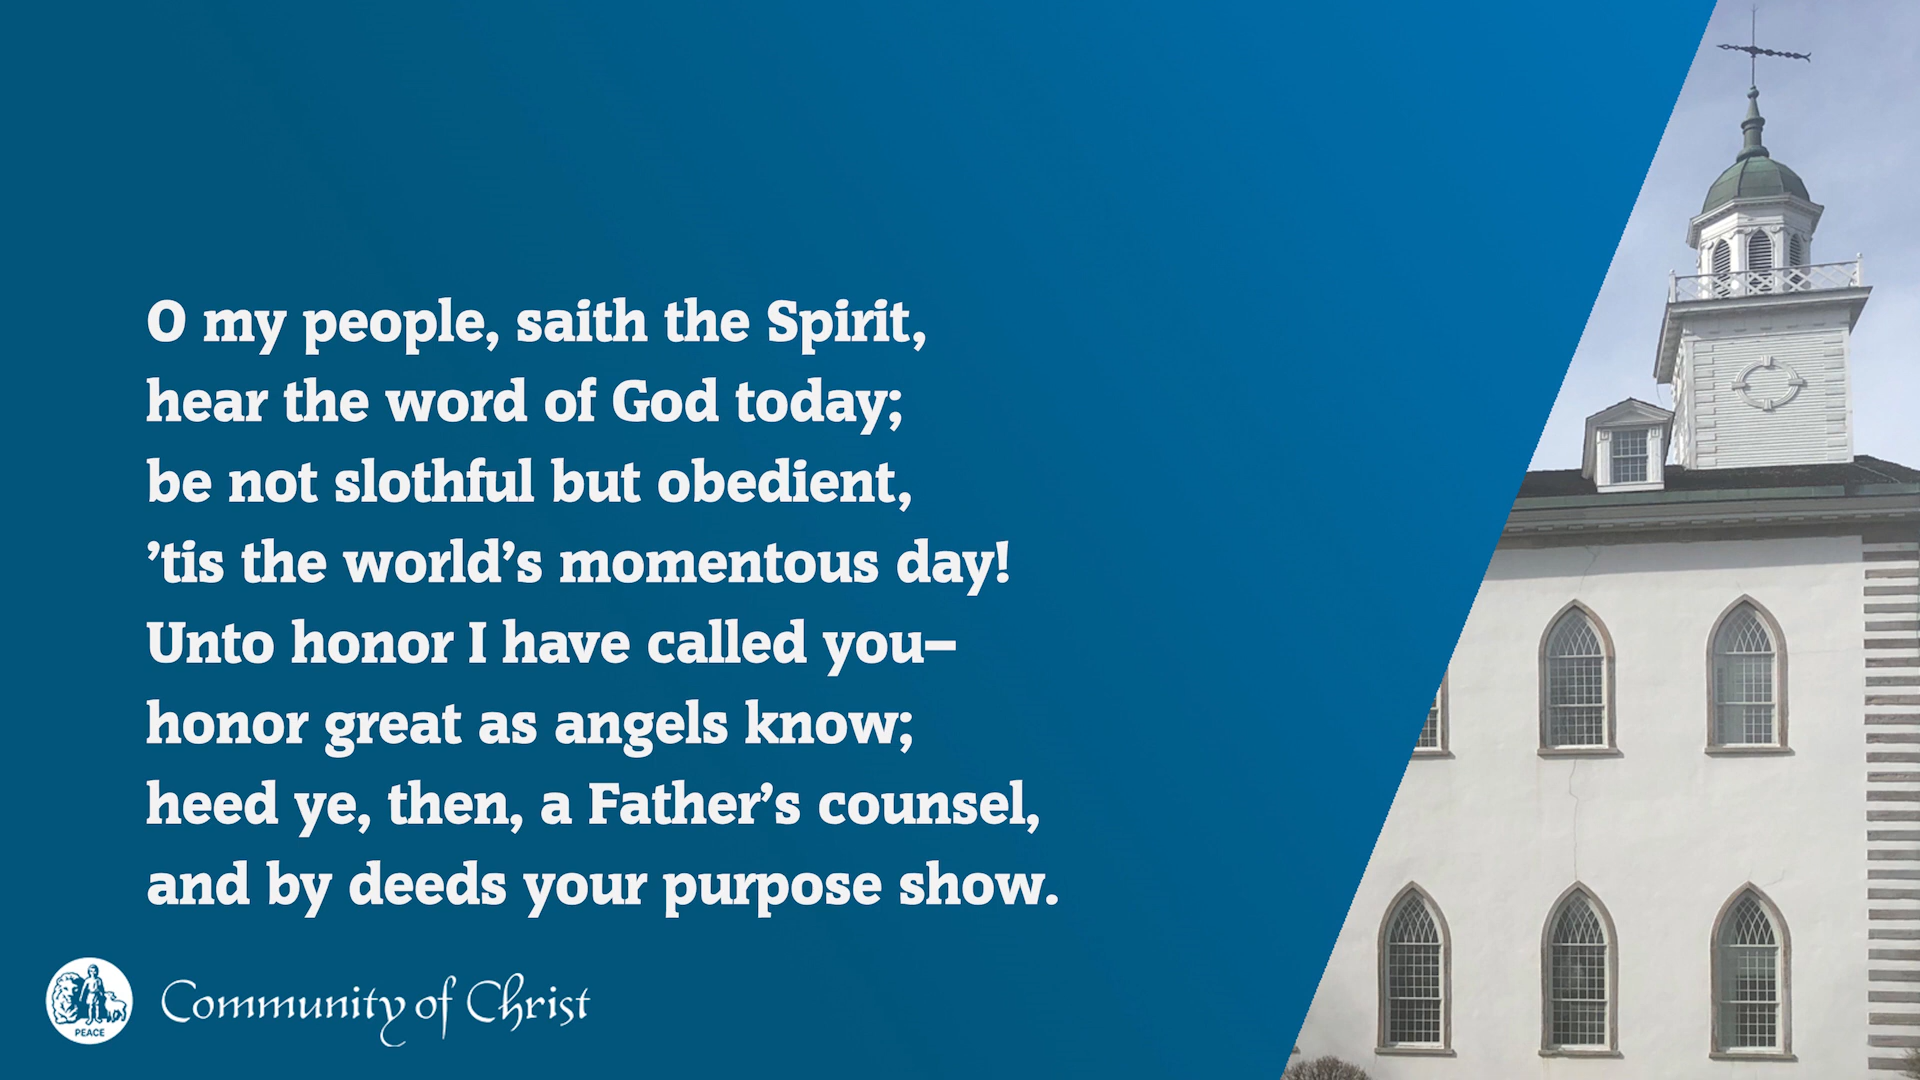 O my people, saith the Spirit,
hear the word of God today;
be not slothful but obedient,
’tis the world’s momentous day!
Unto honor I have called you–
honor great as angels know;
heed ye, then, a Father’s counsel,
and by deeds your purpose show.
PEACE
Community of Christ